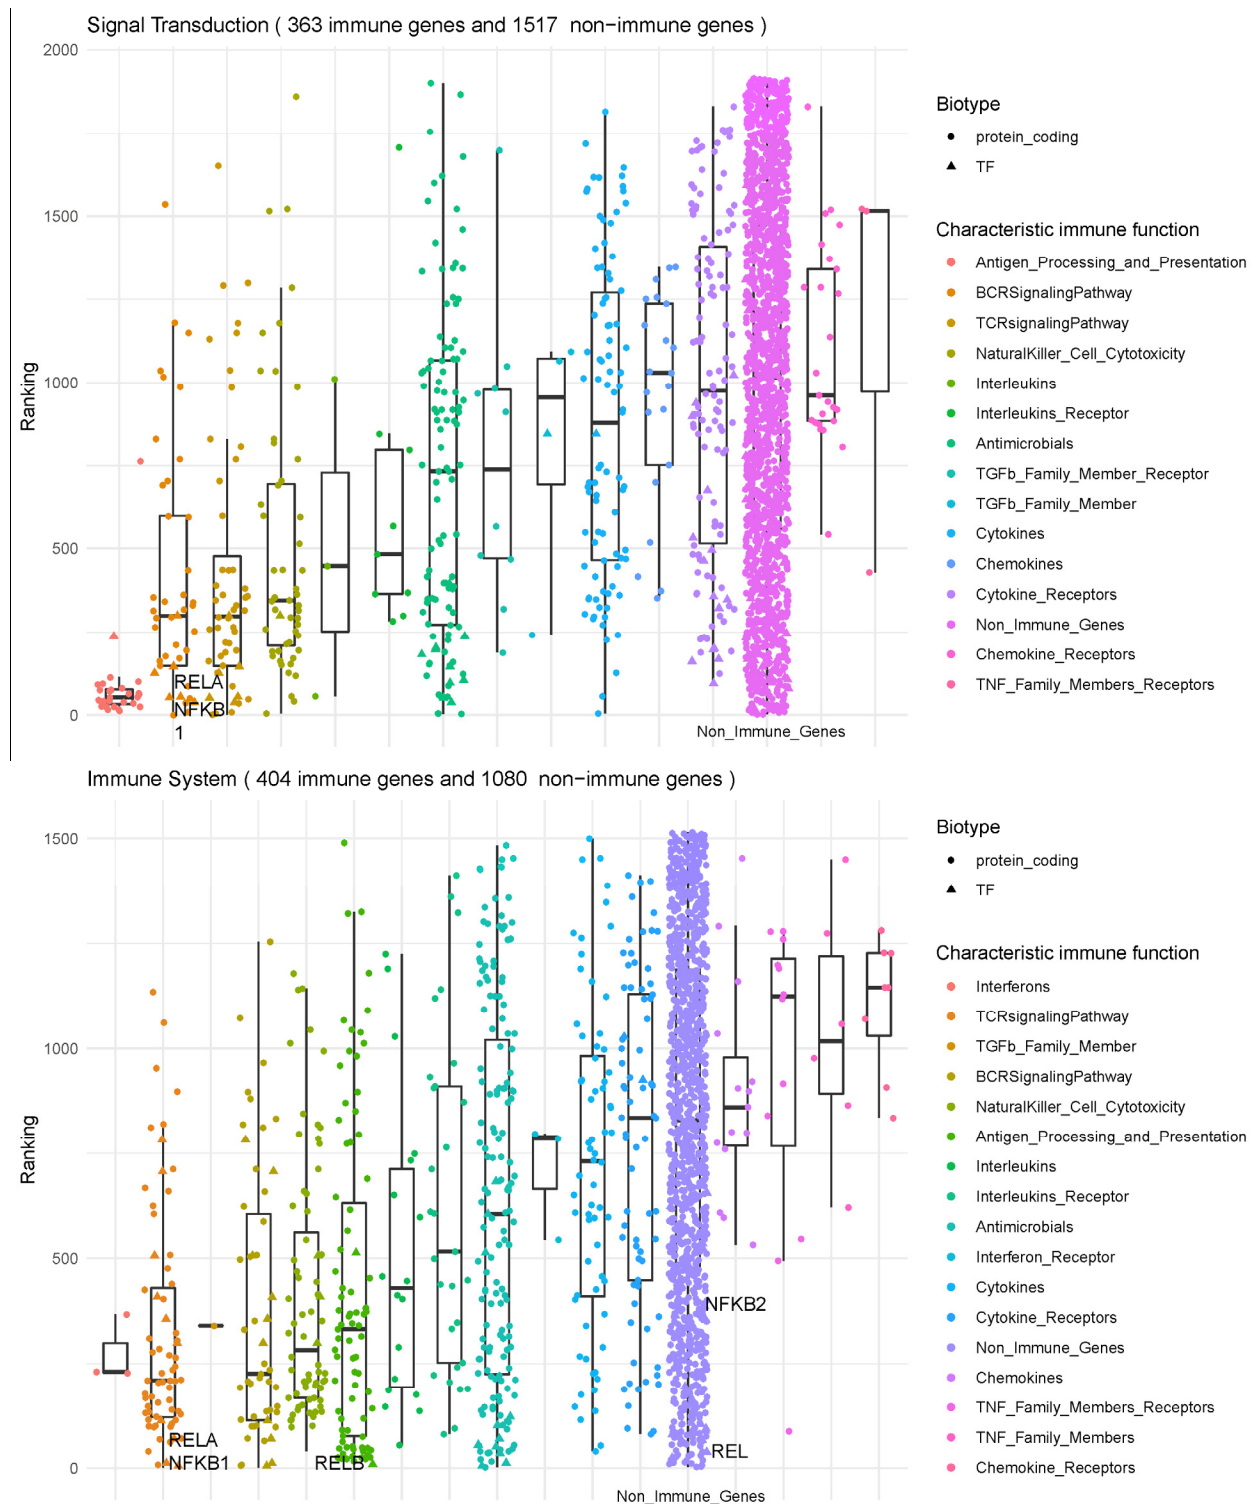 Signal Transduction ( 363 immune genes and 1517 non−immune genes )
2000
1500
1000
500
0
Ranking
RELA
NFKB
1
Non_Immune_Genes
Biotype
protein_coding
TF
Characteristic immune function
Antigen_Processing_and_Presentation
BCRSignalingPathway
TCRsignalingPathway
NaturalKiller_Cell_Cytotoxicity
Interleukins
Interleukins_Receptor
Antimicrobials
TGFb_Family_Member_Receptor
TGFb_Family_Member
Cytokines
Chemokines
Cytokine_Receptors
Non_Immune_Genes
Chemokine_Receptors
TNF_Family_Members_Receptors
Immune System ( 404 immune genes and 1080 non−immune genes )
1500
1000
500
0
Ranking
NFKB2
RELA
NFKB1
RELB
REL
Non_Immune_Genes
Biotype
protein_coding
TF
Characteristic immune function
Interferons
TCRsignalingPathway
TGFb_Family_Member
BCRSignalingPathway
NaturalKiller_Cell_Cytotoxicity
Antigen_Processing_and_Presentation
Interleukins
Interleukins_Receptor
Antimicrobials
Interferon_Receptor
Cytokines
Cytokine_Receptors
Non_Immune_Genes
Chemokines
TNF_Family_Members_Receptors
TNF_Family_Members
Chemokine_Receptors